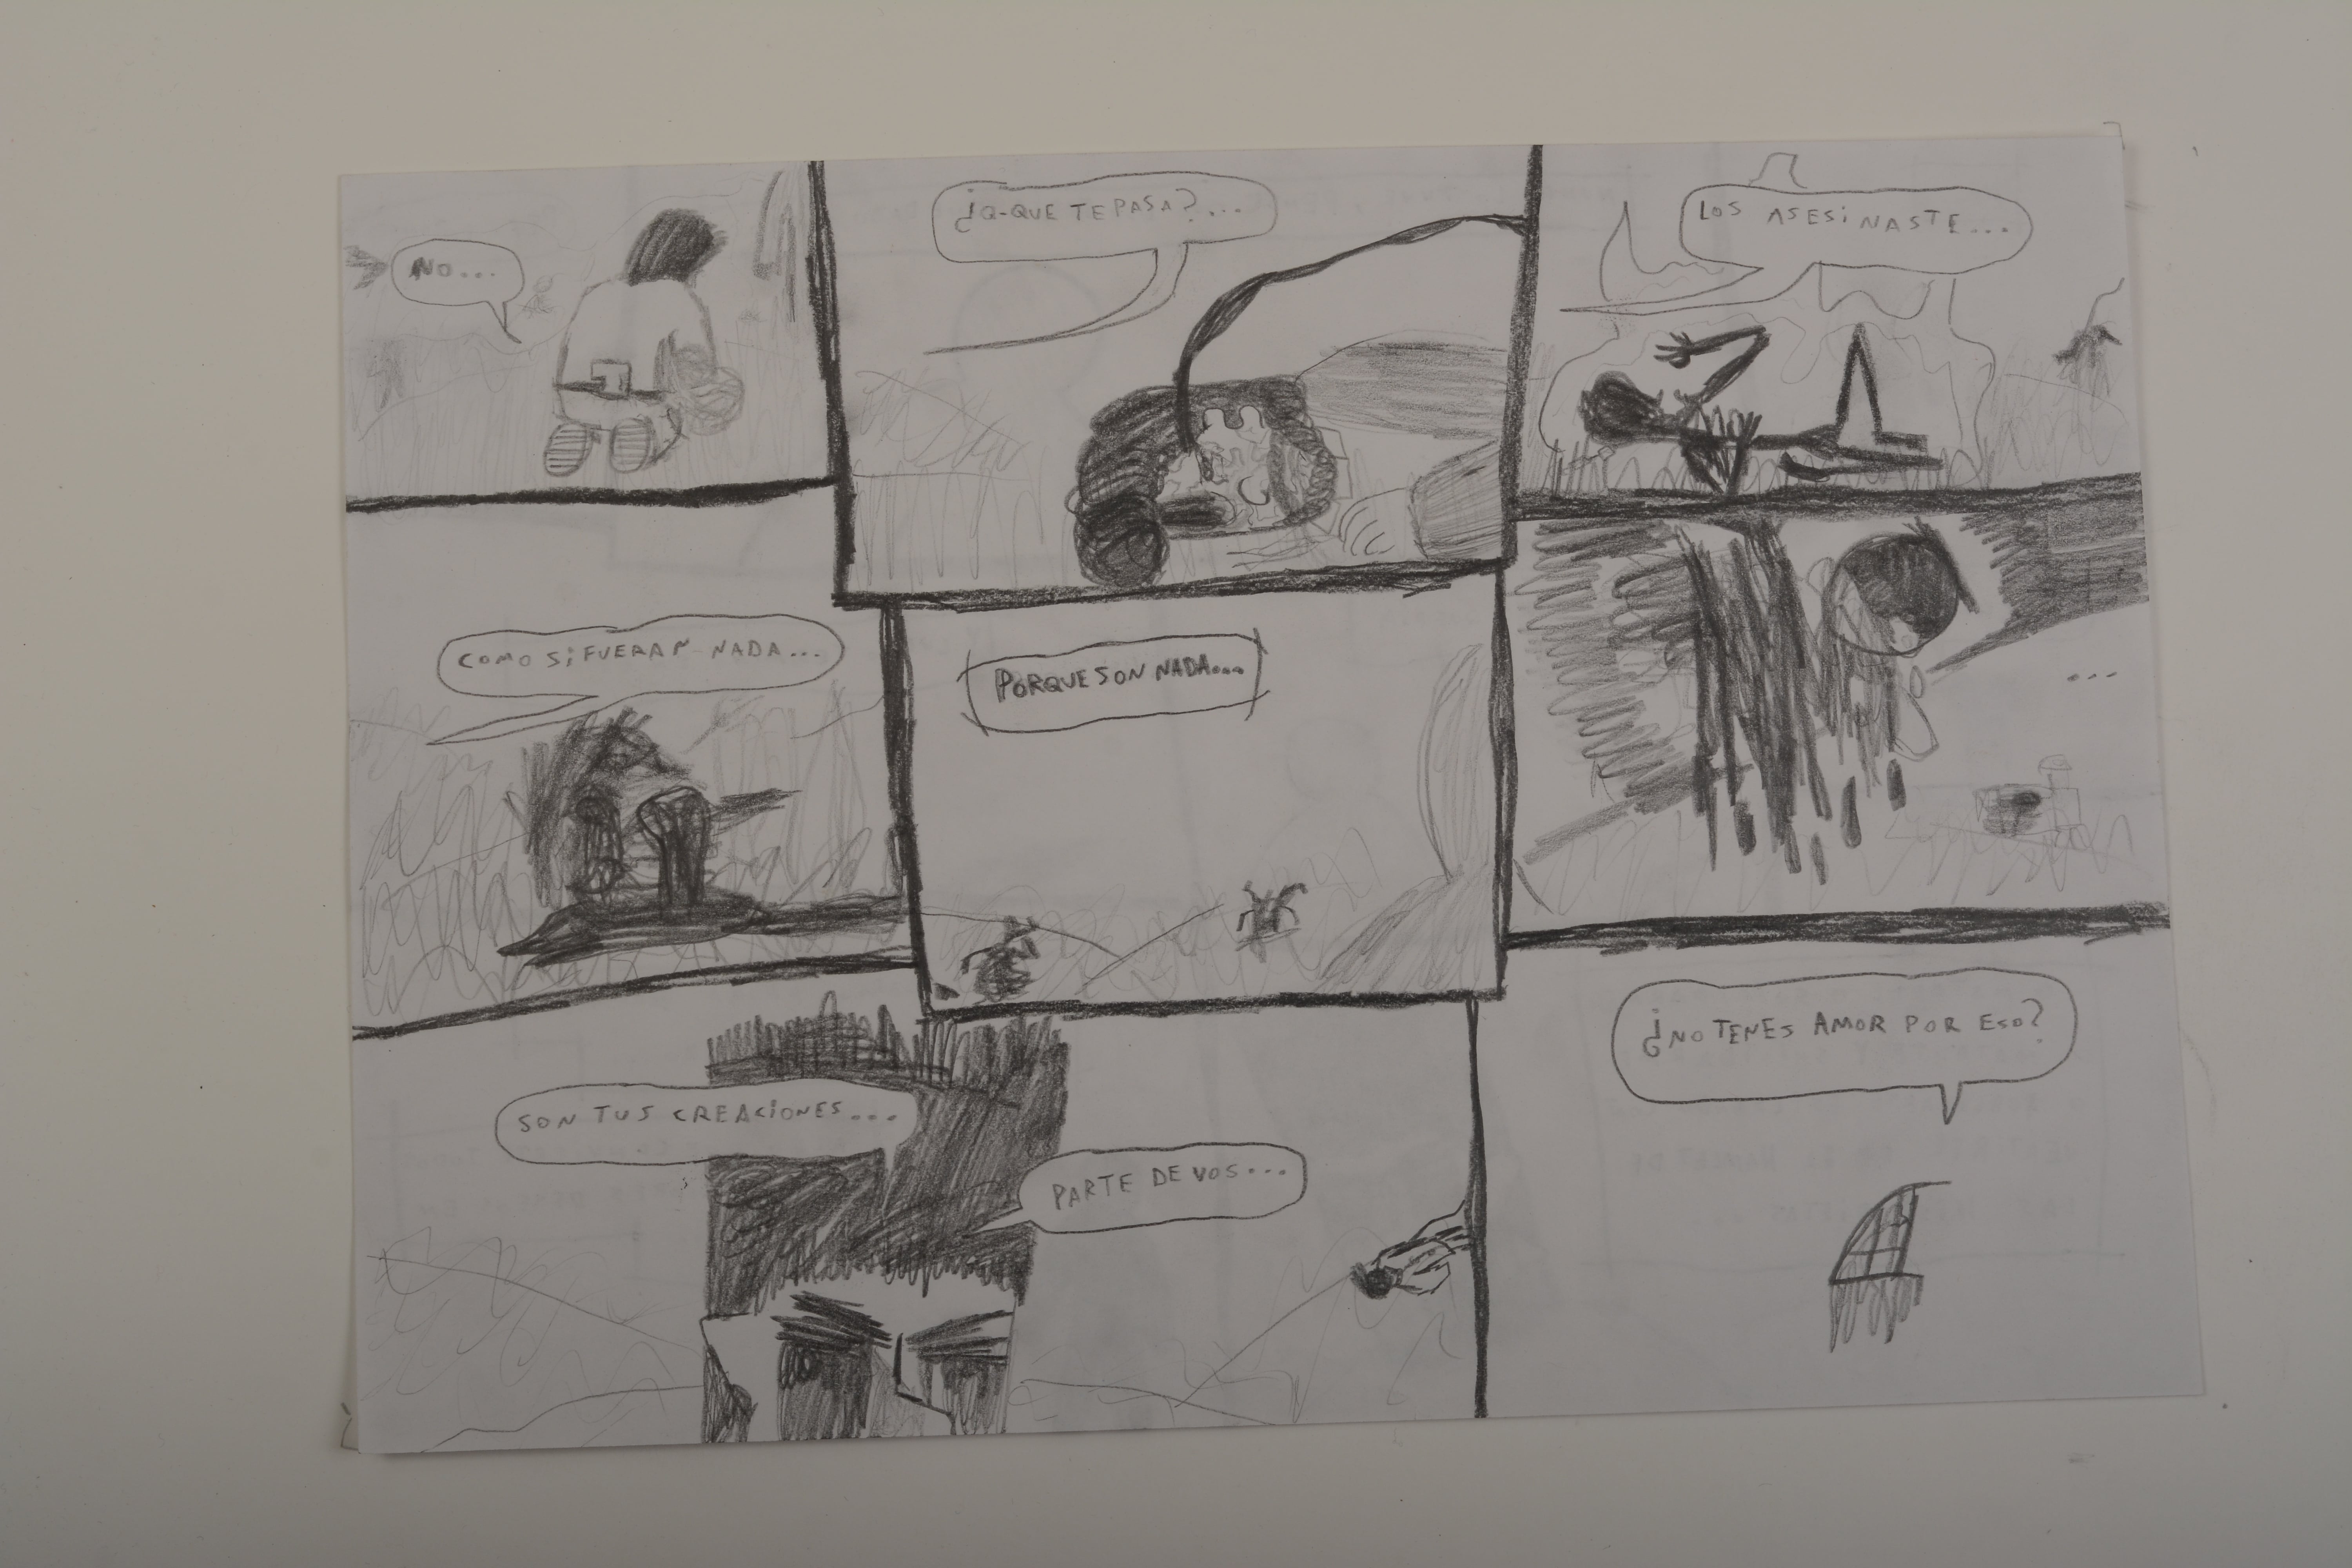 NO...
¿Q-QUE TE PASA?...
LOS ASESINASTE...
COMO SI FUERAN NADA...
PORQUE SON NADA...
...
SON TUS CREACIONES...
PARTE DE VOS...
¿NO TENES AMOR POR ESO?